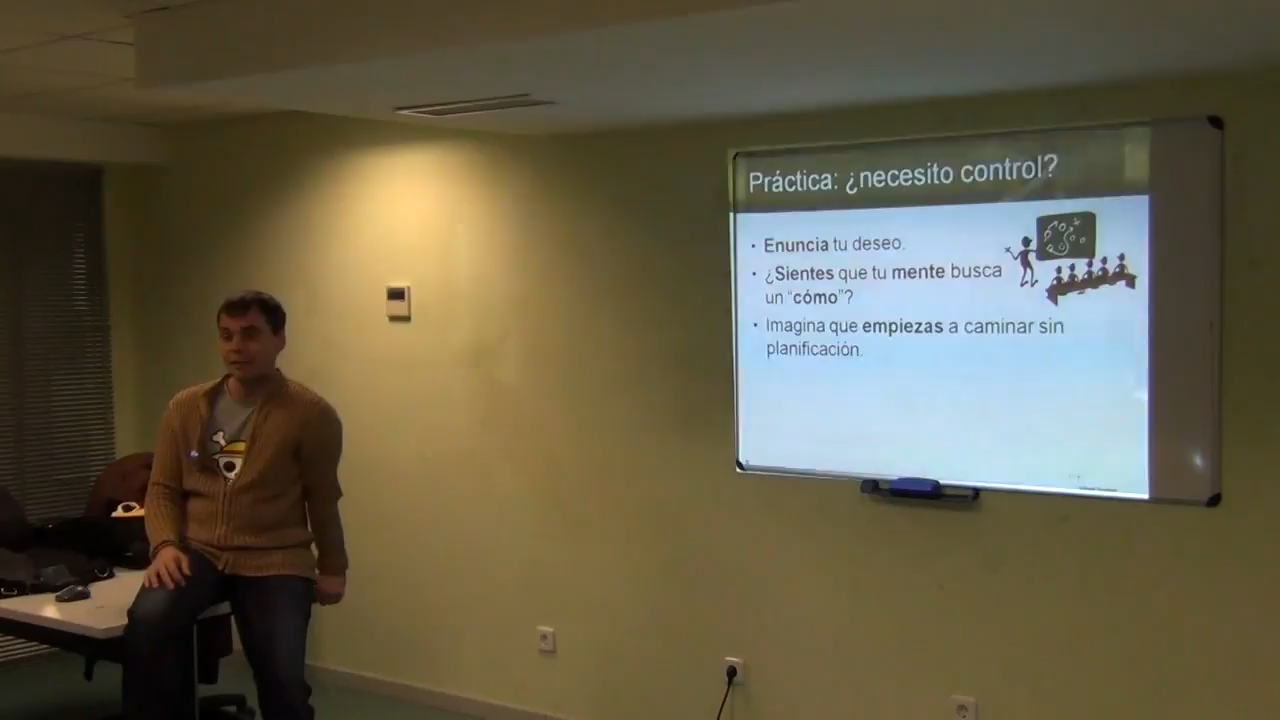 Práctica: ¿necesito control?
• Enuncia tu deseo.
• ¿Sientes que tu mente busca
un “cómo”?
• Imagina que empiezas a caminar sin
planificación.